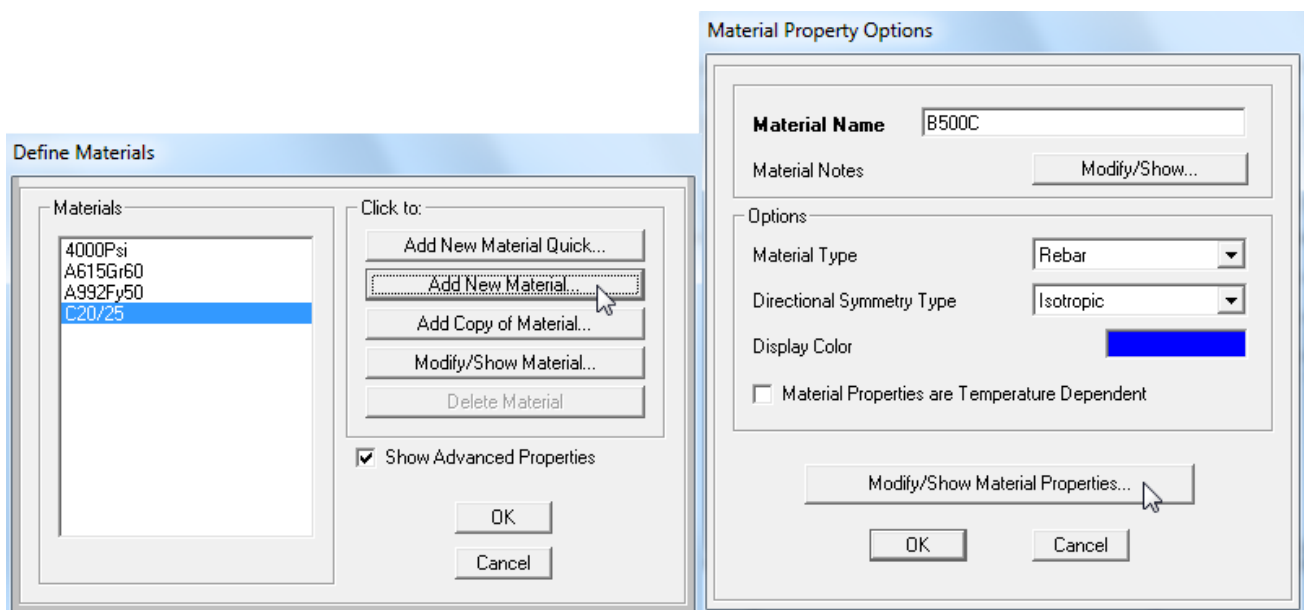 Define Materials
Materials
4000Psi
A615Gr60
A992Fy50
C20/25
Click to:
Add New Material Quick...
Add New Material...
Add Copy of Material...
Modify/Show Material...
Delete Material
Show Advanced Properties
OK
Cancel
Material Property Options
Material Name B500C
Material Notes Modify/Show...
Options
Material Type Rebar
Directional Symmetry Type Isotropic
Display Color
Material Properties are Temperature Dependent
Modify/Show Material Properties...
OK Cancel